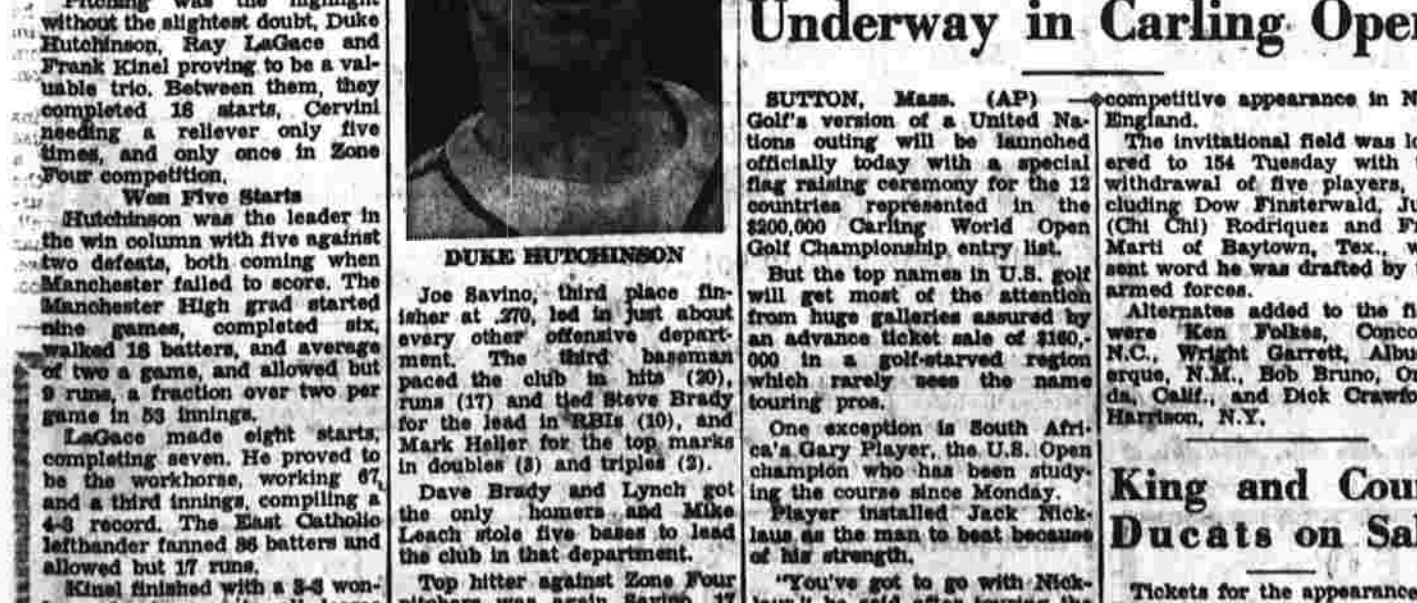 Pitching was the highlight
without the slightest doubt, Duke
Hutchinson, Ray LaGace and
Frank Kinel proving to be a val-
uable trio. Between them, they
completed 18 starts, Cervini
needing a reliever only five
times, and only once in Zone
Four competition.
Won Five Starts
Hutchinson was the leader in
the win column with five against
two defeats, both coming when
Manchester failed to score. The
Manchester High grad started
nine games, completed six,
walked 18 batters, and average
of two a game, and allowed but
9 runs, a fraction over two per
game in 53 innings.
LaGace made eight starts,
completing seven. He proved to
be the workhorse, working 67
and a third innings, compiling a
4-3 record. The East Catholic
lefthander fanned 86 batters and
allowed but 17 runs.
Kinel finished with a 3-3 won-
DUKE HUTCHINSON
Joe Savino, third place fin-
isher at .270, led in just about
every other offensive depart-
ment. The third baseman
paced the club in hits (20),
runs (17) and tied Steve Brady
for the lead in RBIs (10), and
Mark Heller for the top marks
in doubles (3) and triples (2).
Dave Brady and Lynch got
the only homers and Mike
Leach stole five bases to lead
the club in that department.
Top hitter against Zone Four
pitchers was again Savino, 17
Underway in Carling Open
SUTTON, Mass. (AP) —
Golf's version of a United Na-
tions outing will be launched
officially today with a special
flag raising ceremony for the 12
countries represented in the
$200,000 Carling World Open
Golf Championship entry list.
But the top names in U.S. golf
will get most of the attention
from huge galleries assured by
an advance ticket sale of $160,-
000 in a golf-starved region
which rarely sees the name
touring pros.
One exception is South Afri-
ca's Gary Player, the U.S. Open
champion who has been study-
ing the course since Monday.
Player installed Jack Nick-
laus as the man to beat because
of his strength.
"You've got to go with Nick-
competitive appearance in N
England.
The invitational field was lo
ered to 154 Tuesday with
withdrawal of five players,
cluding Dow Finsterwald, Ju
(Chi Chi) Rodriquez and F
Marti of Baytown, Tex., w
sent word he was drafted by
armed forces.
Alternates added to the fi
were Ken Folkes, Conco
N.C., Wright Garrett, Albu
erque, N.M., Bob Bruno, Or
da, Calif., and Dick Crawfo
Harrison, N.Y.
King and Cour
Ducats on Sal
Tickets for the appearance